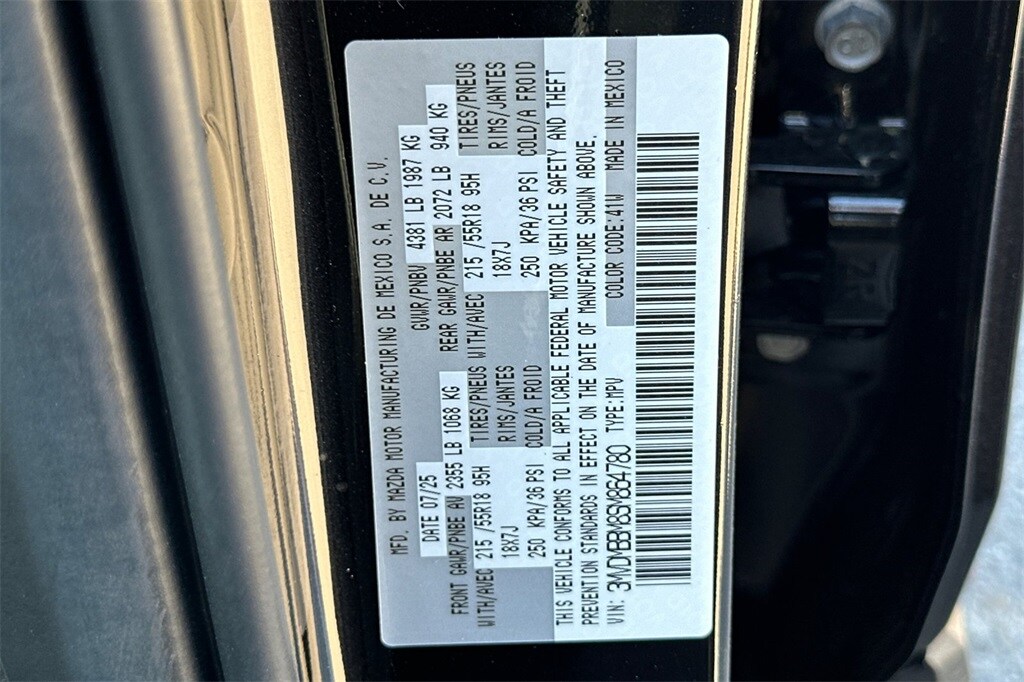 MFD. BY MAZDA MOTOR MANUFACTURING DE MEXICO S.A. DE C.V.
DATE 07/25 GVWR/PNBV 4381 LB 1987 KG
FRONT GAWR/PNBE AV 2355 LB 1068 KG REAR GAWR/PNBE AR 2072 LB 940 KG
WITH/AVEC 215 /55R18 95H TIRES/PNEUS WITH/AVEC 215 /55R18 95H TIRES/PNEUS
18X7J RIMS/JANTES 18X7J RIMS/JANTES
250 KPA/36 PSI COLD/A FROID 250 KPA/36 PSI COLD/A FROID
THIS VEHICLE CONFORMS TO ALL APPLICABLE FEDERAL MOTOR VEHICLE SAFETY AND THEFT
PREVENTION STANDARDS IN EFFECT ON THE DATE OF MANUFACTURE SHOWN ABOVE.
VIN: 3MVDMBBM8SM864780 TYPE:MPV COLOR CODE:41W MADE IN MEXICO